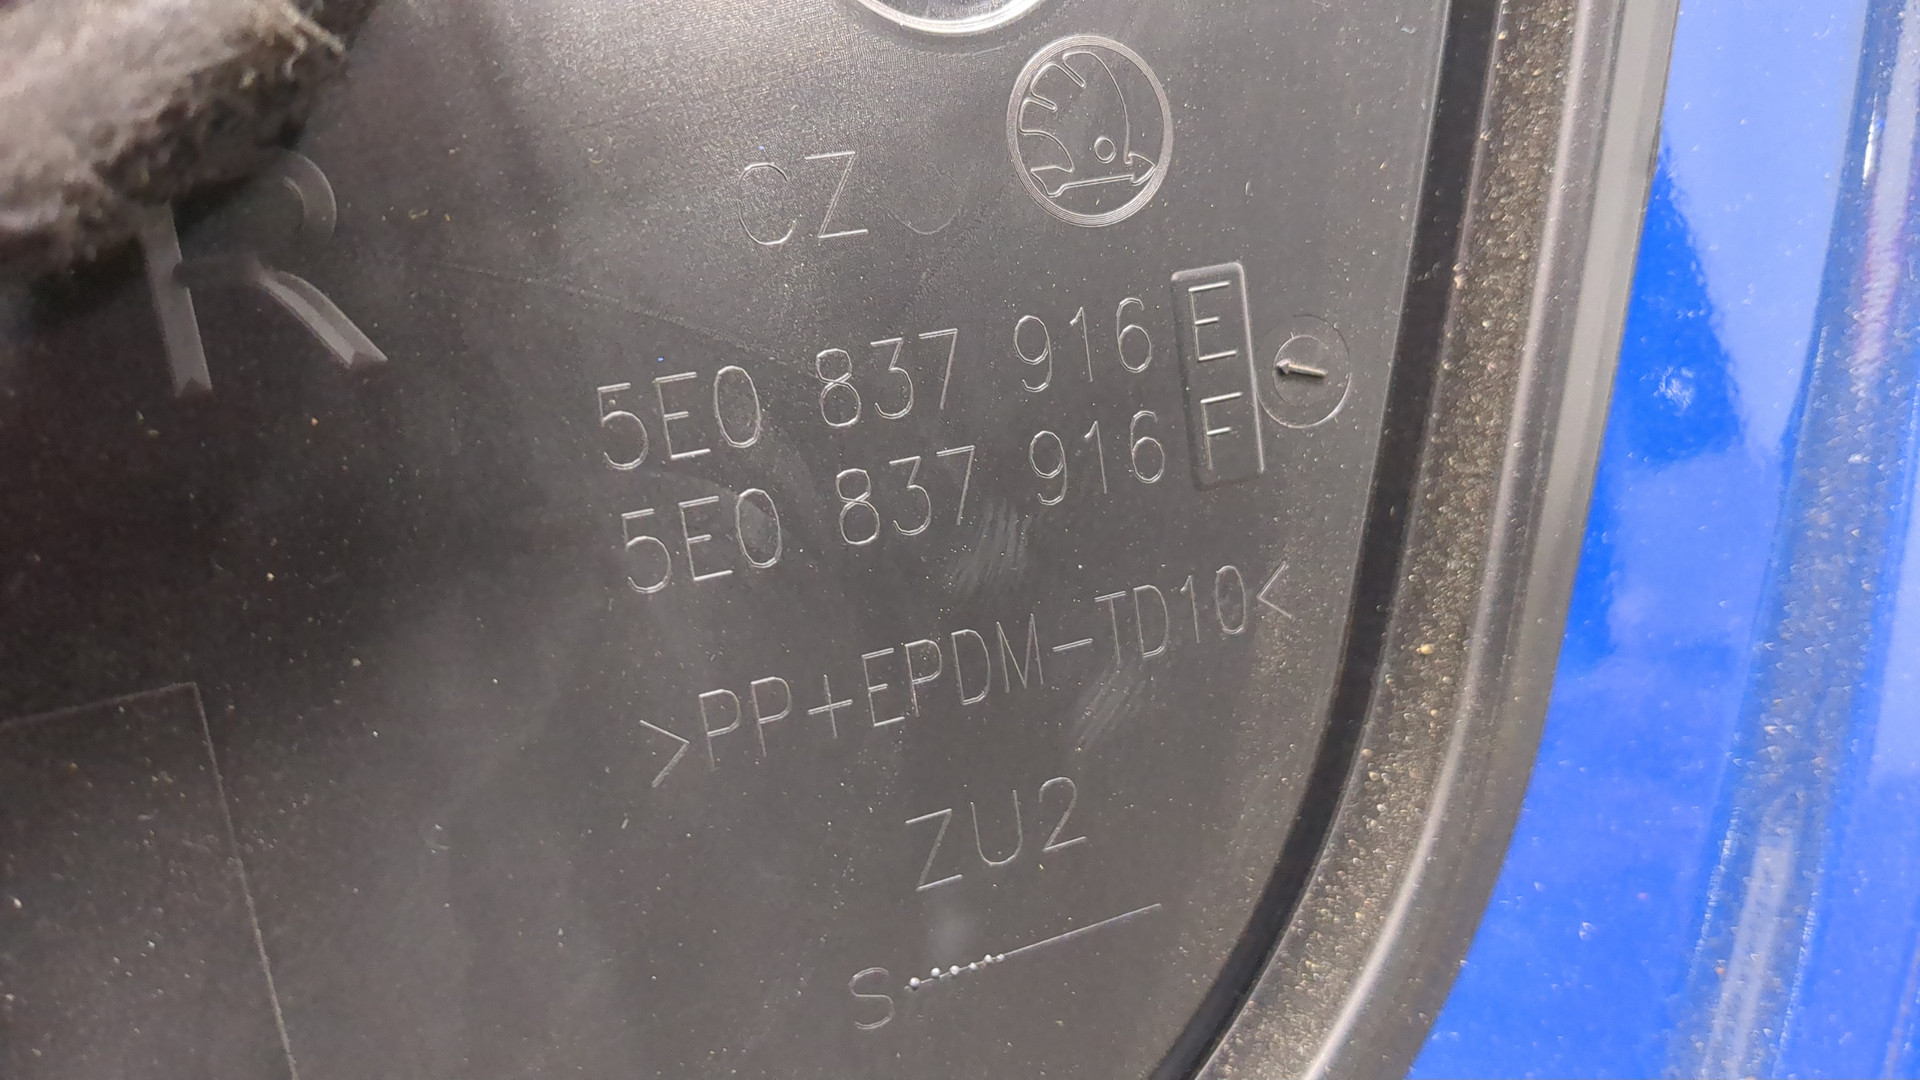 CZ
R
5E0 837 916 E
5E0 837 916 F
>PP+EPDM-TD10<
ZU2
S